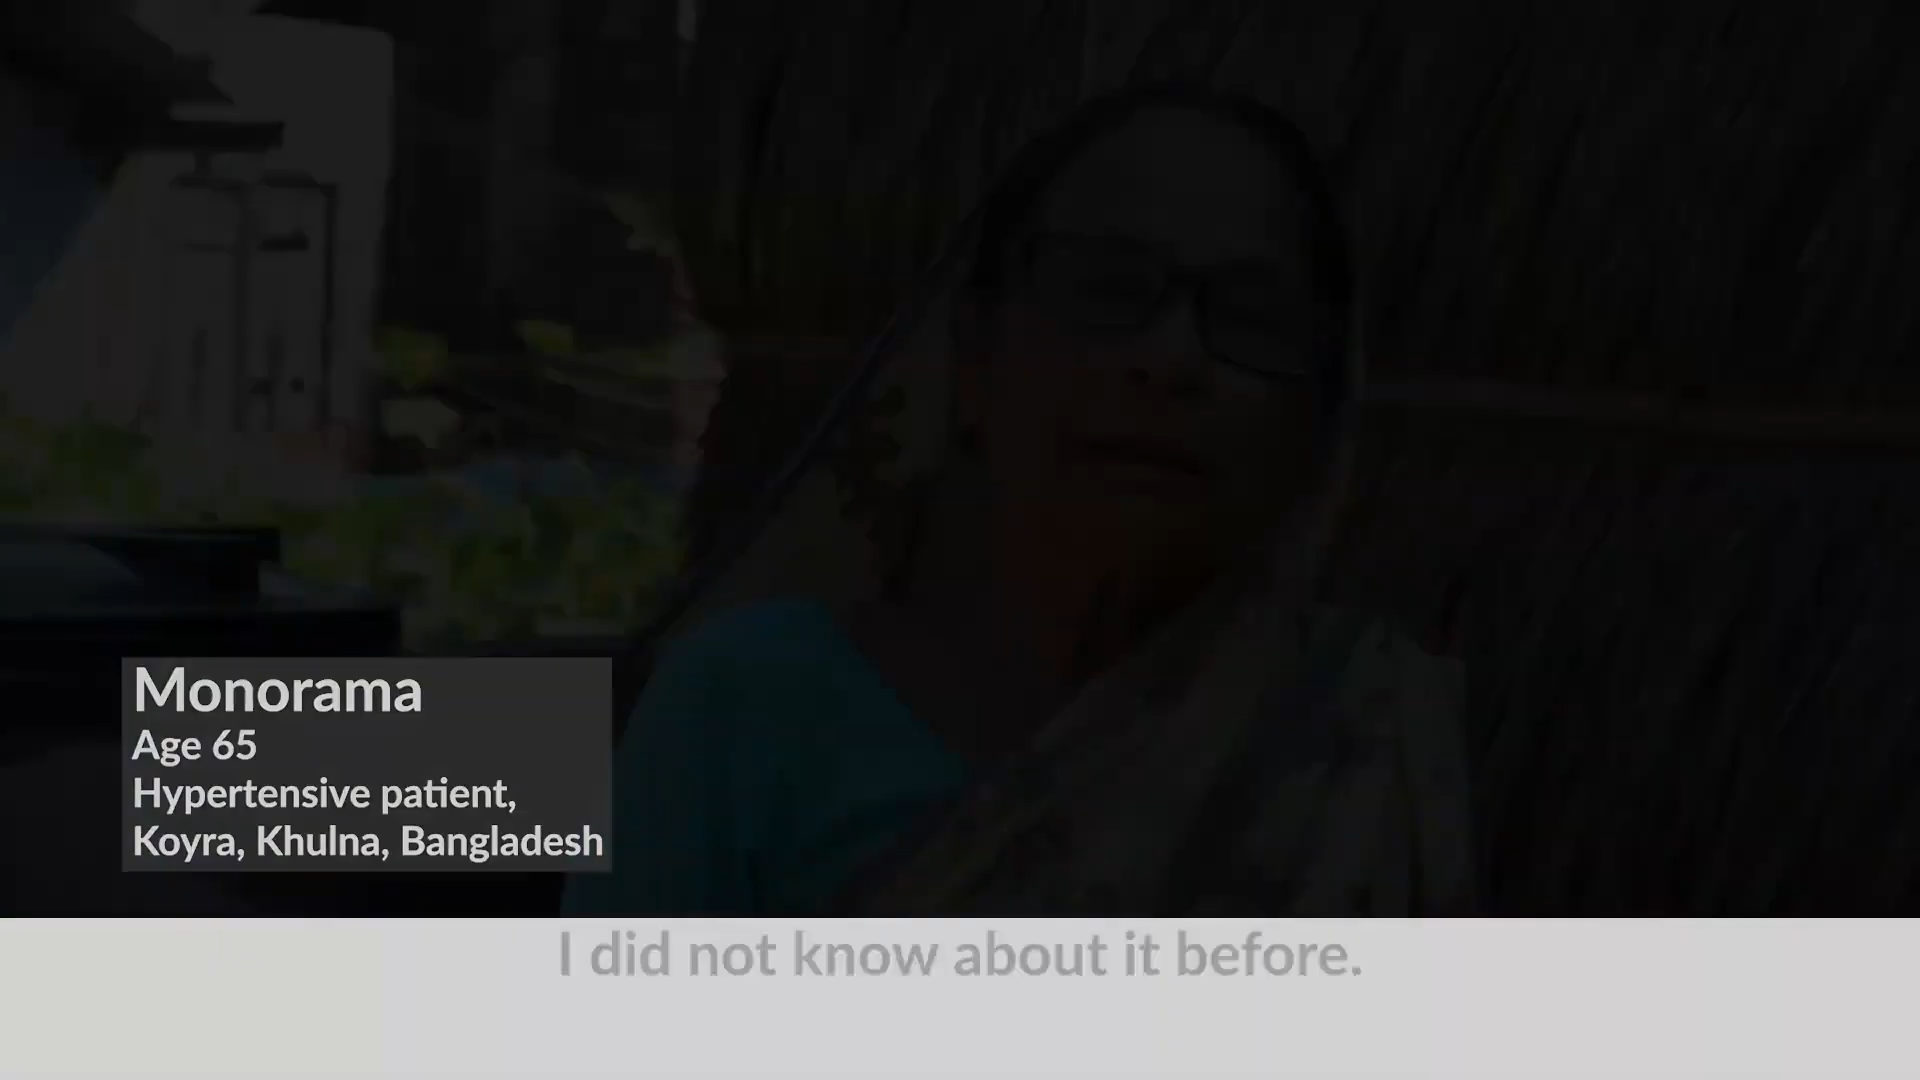 Monorama
Age 65
Hypertensive patient,
Koyra, Khulna, Bangladesh
I did not know about it before.